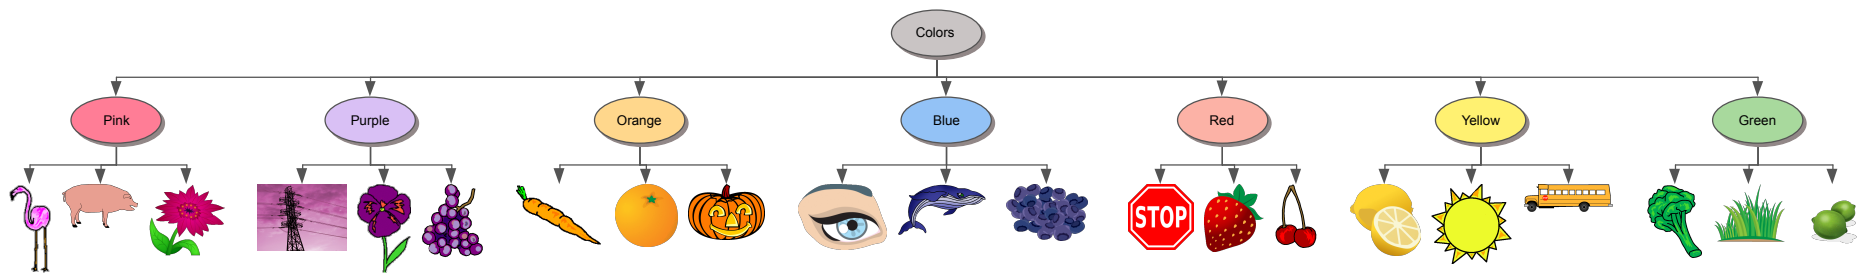 Colors
Pink
Purple
Orange
Blue
Red
Yellow
Green
STOP